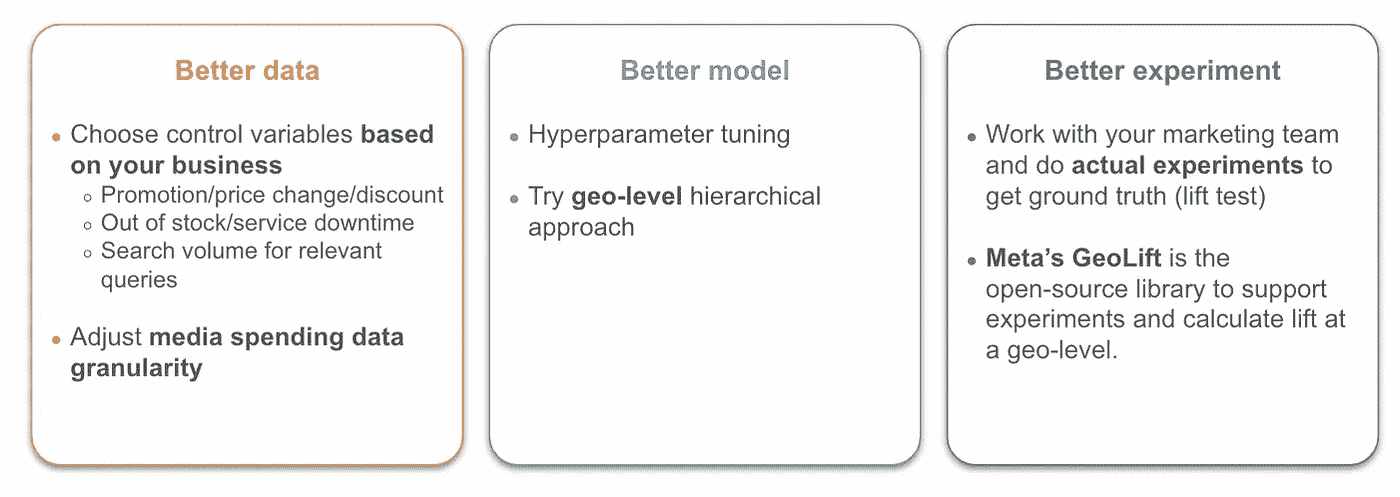 Better data
• Choose control variables based
on your business
○ Promotion/price change/discount
○ Out of stock/service downtime
○ Search volume for relevant
queries
• Adjust media spending data
granularity
Better model
• Hyperparameter tuning
• Try geo-level hierarchical
approach
Better experiment
• Work with your marketing team
and do actual experiments to
get ground truth (lift test)
• Meta’s GeoLift is the
open-source library to support
experiments and calculate lift at
a geo-level.